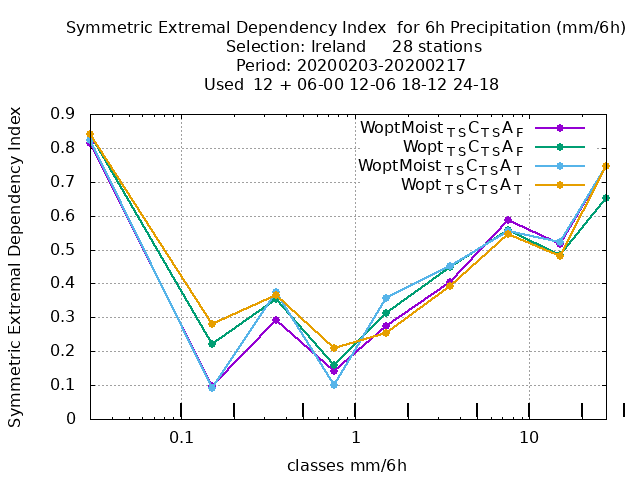 Symmetric Extremal Dependency Index  for 6h Precipitation (mm/6h)
Selection: Ireland     28 stations
Period: 20200203-20200217
Used  12 + 06-00 12-06 18-12 24-18
Symmetric Extremal Dependency Index
0.9
0.8
0.7
0.6
0.5
0.4
0.3
0.2
0.1
0
WoptMoist TS C TS A F
Wopt TS C TS A F
WoptMoist TS C TS A T
Wopt TS C TS A T
0.1 1 10
classes mm/6h